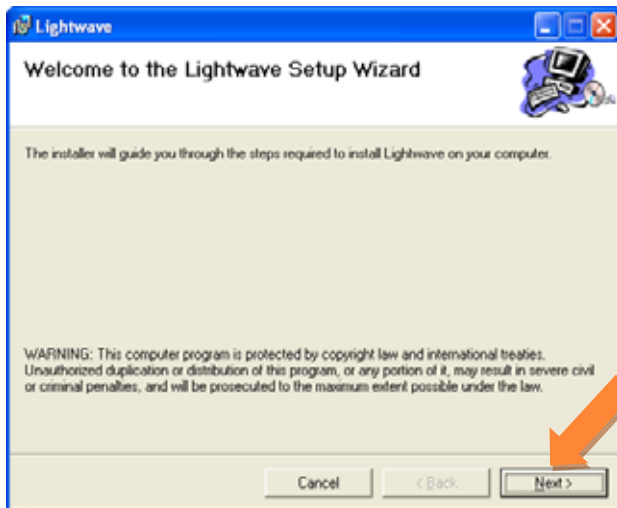 Lightwave
Welcome to the Lightwave Setup Wizard
The installer will guide you through the steps required to install Lightwave on your computer.
WARNING: This computer program is protected by copyright law and international treaties.
Unauthorized duplication or distribution of this program, or any portion of it, may result in severe civil
or criminal penalties, and will be prosecuted to the maximum extent possible under the law.
Cancel < Back Next >